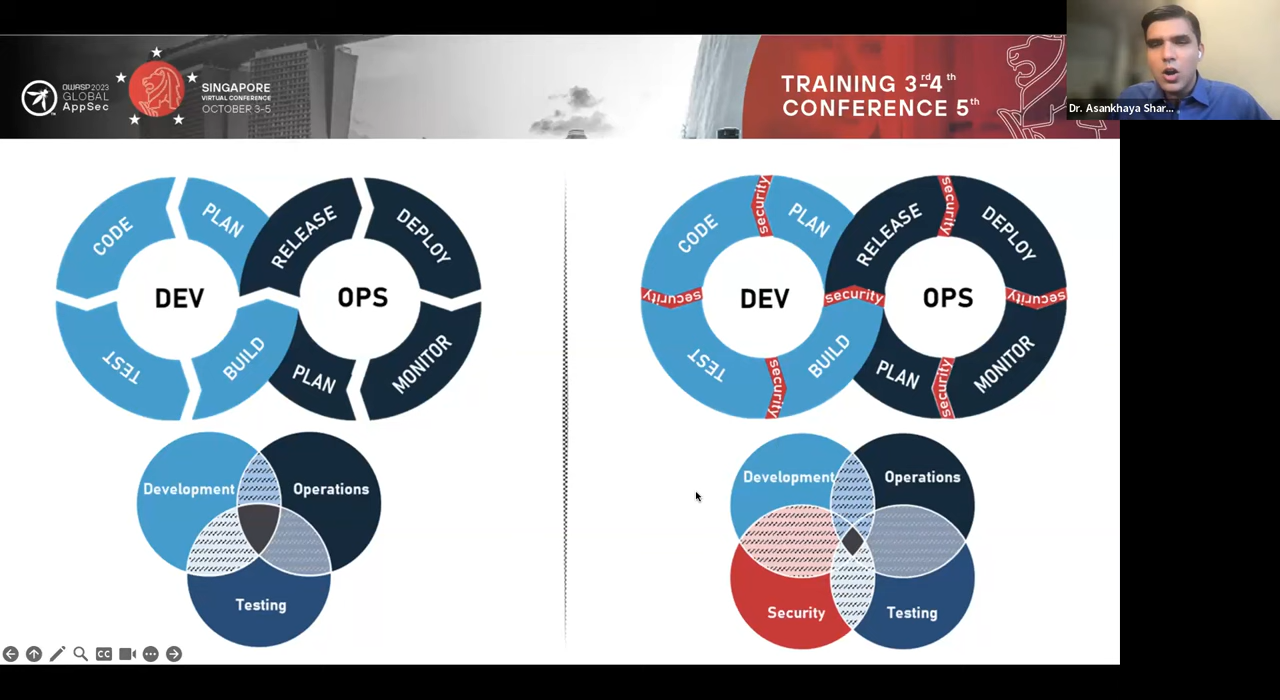 OWASP 2023
GLOBAL
AppSec
SINGAPORE
VIRTUAL CONFERENCE
OCTOBER 3-5
TRAINING 3rd-4th
CONFERENCE 5th
Dr. Asankhaya Shar...
CODE
PLAN
RELEASE
DEPLOY
DEV
OPS
TEST
BUILD
PLAN
MONITOR
Development
Operations
Testing
security
security
CODE
PLAN
RELEASE
DEPLOY
security
DEV
security
OPS
security
TEST
BUILD
PLAN
MONITOR
security
security
Development
Operations
Security
Testing
CC